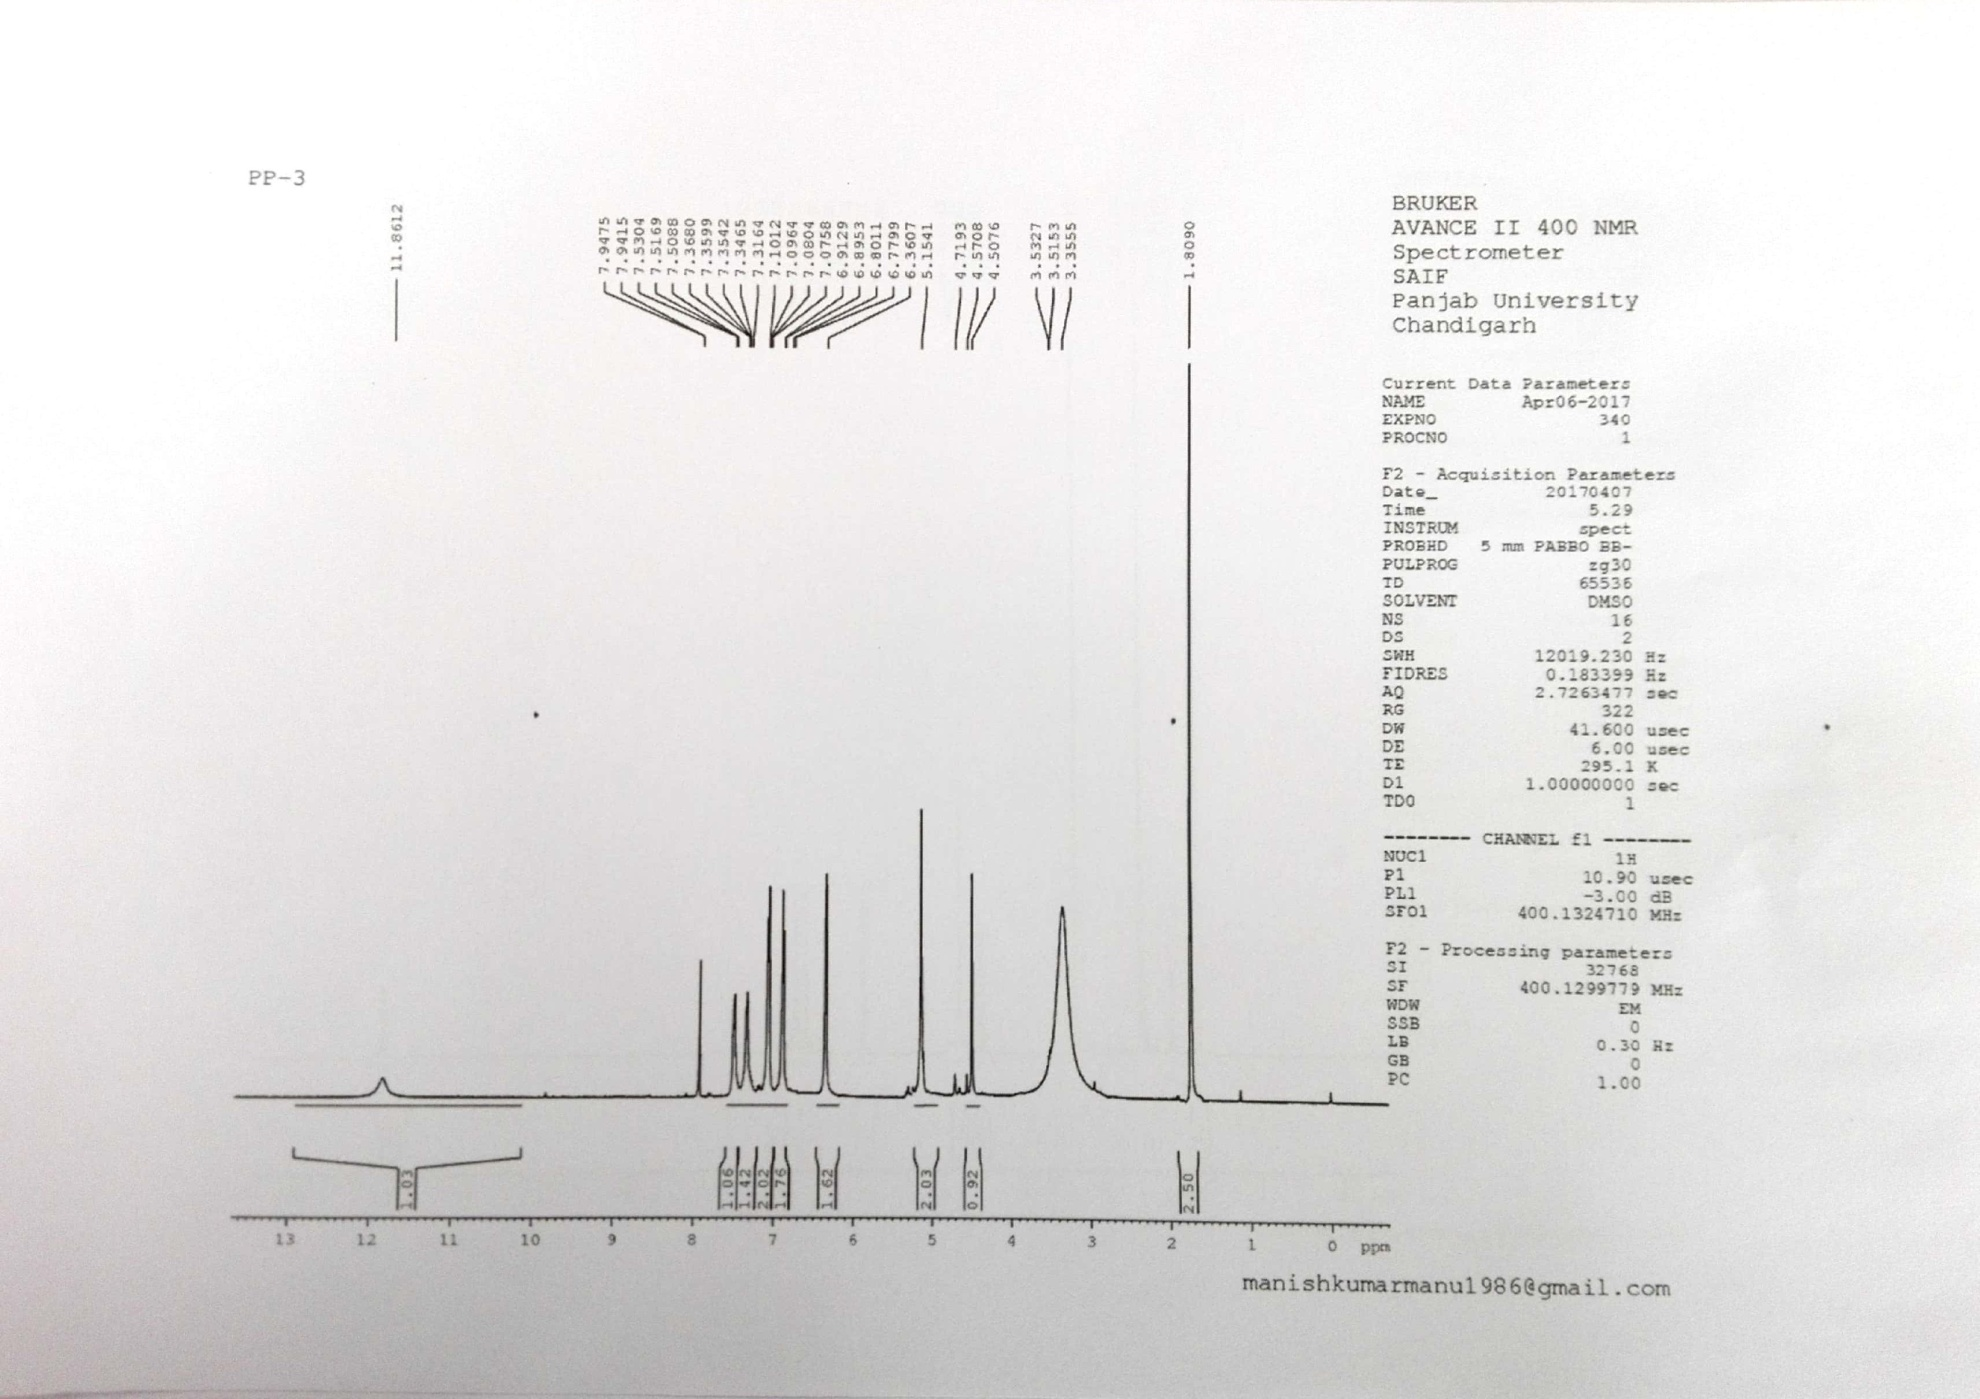 PP-3
11.8612
7.9475
7.9415
7.5304
7.5169
7.5088
7.3680
7.3599
7.3542
7.3465
7.3164
7.1012
7.0964
7.0804
7.0758
6.9129
6.8953
6.8011
6.7799
6.3607
5.1541
4.7193
4.5708
4.5076
3.5327
3.5153
3.3555
1.8090
BRUKER
AVANCE II 400 NMR
Spectrometer
SAIF
Panjab University
Chandigarh
Current Data Parameters
NAME Apr06-2017
EXPNO 340
PROCNO 1
F2 - Acquisition Parameters
Date_ 20170407
Time 5.29
INSTRUM spect
PROBHD 5 mm PABBO BB-
PULPROG zg30
TD 65536
SOLVENT DMSO
NS 16
DS 2
SWH 12019.230 Hz
FIDRES 0.183399 Hz
AQ 2.7263477 sec
RG 322
DW 41.600 usec
DE 6.00 usec
TE 295.1 K
D1 1.00000000 sec
TD0 1
-------- CHANNEL f1 --------
NUC1 1H
P1 10.90 usec
PL1 -3.00 dB
SFO1 400.1324710 MHz
F2 - Processing parameters
SI 32768
SF 400.1299779 MHz
WDW EM
SSB 0
LB 0.30 Hz
GB 0
PC 1.00
1.03
1.06
1.42
2.02
1.76
1.62
2.03
0.92
2.50
13 12 11 10 9 8 7 6 5 4 3 2 1 0 ppm
manishkumarmanu1986@gmail.com